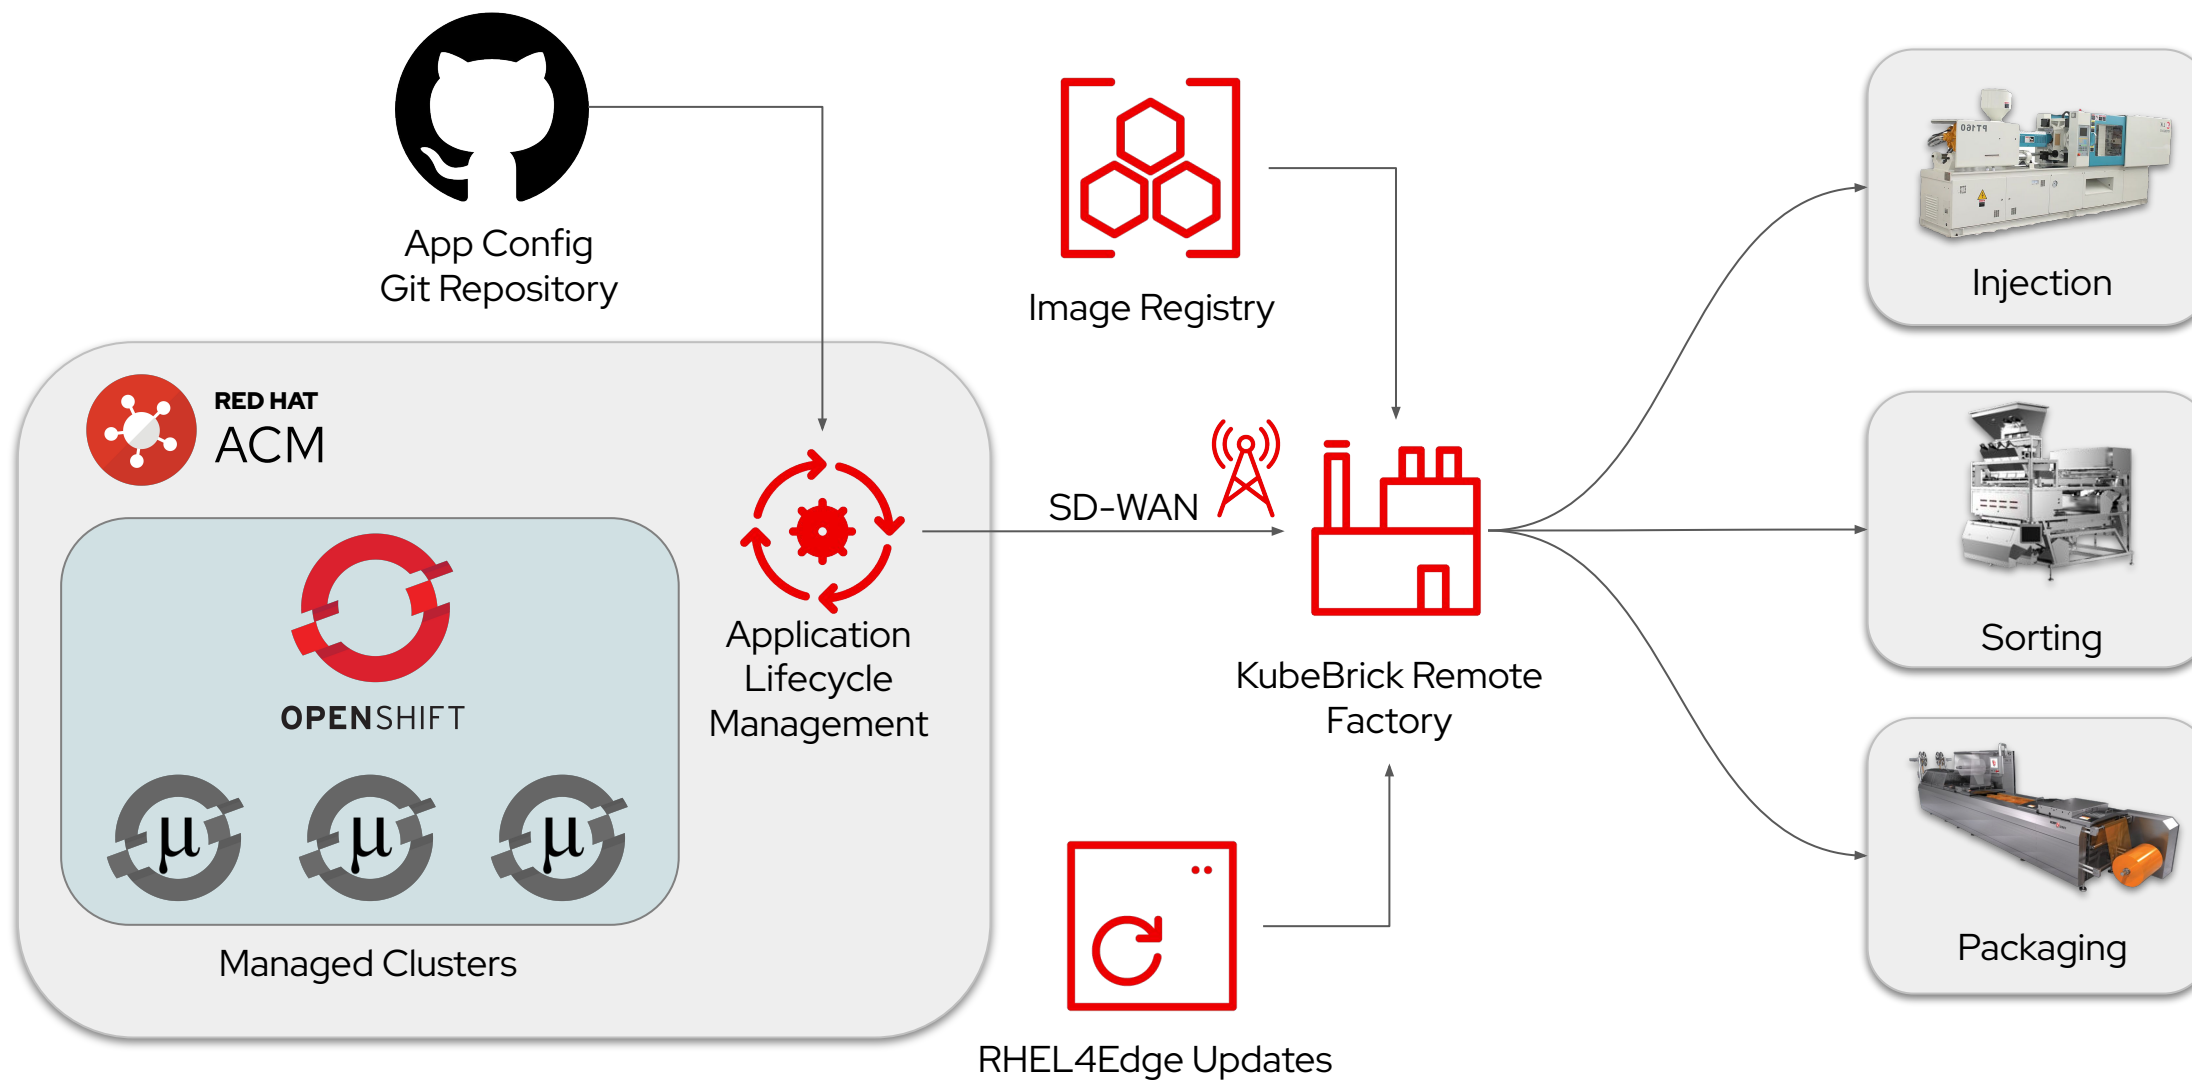 App Config
Git Repository
Image Registry
PT160
Injection
RED HAT
ACM
SD-WAN
OPENSHIFT
µ
µ
µ
Managed Clusters
Application
Lifecycle
Management
KubeBrick Remote
Factory
Sorting
RHEL4Edge Updates
Packaging